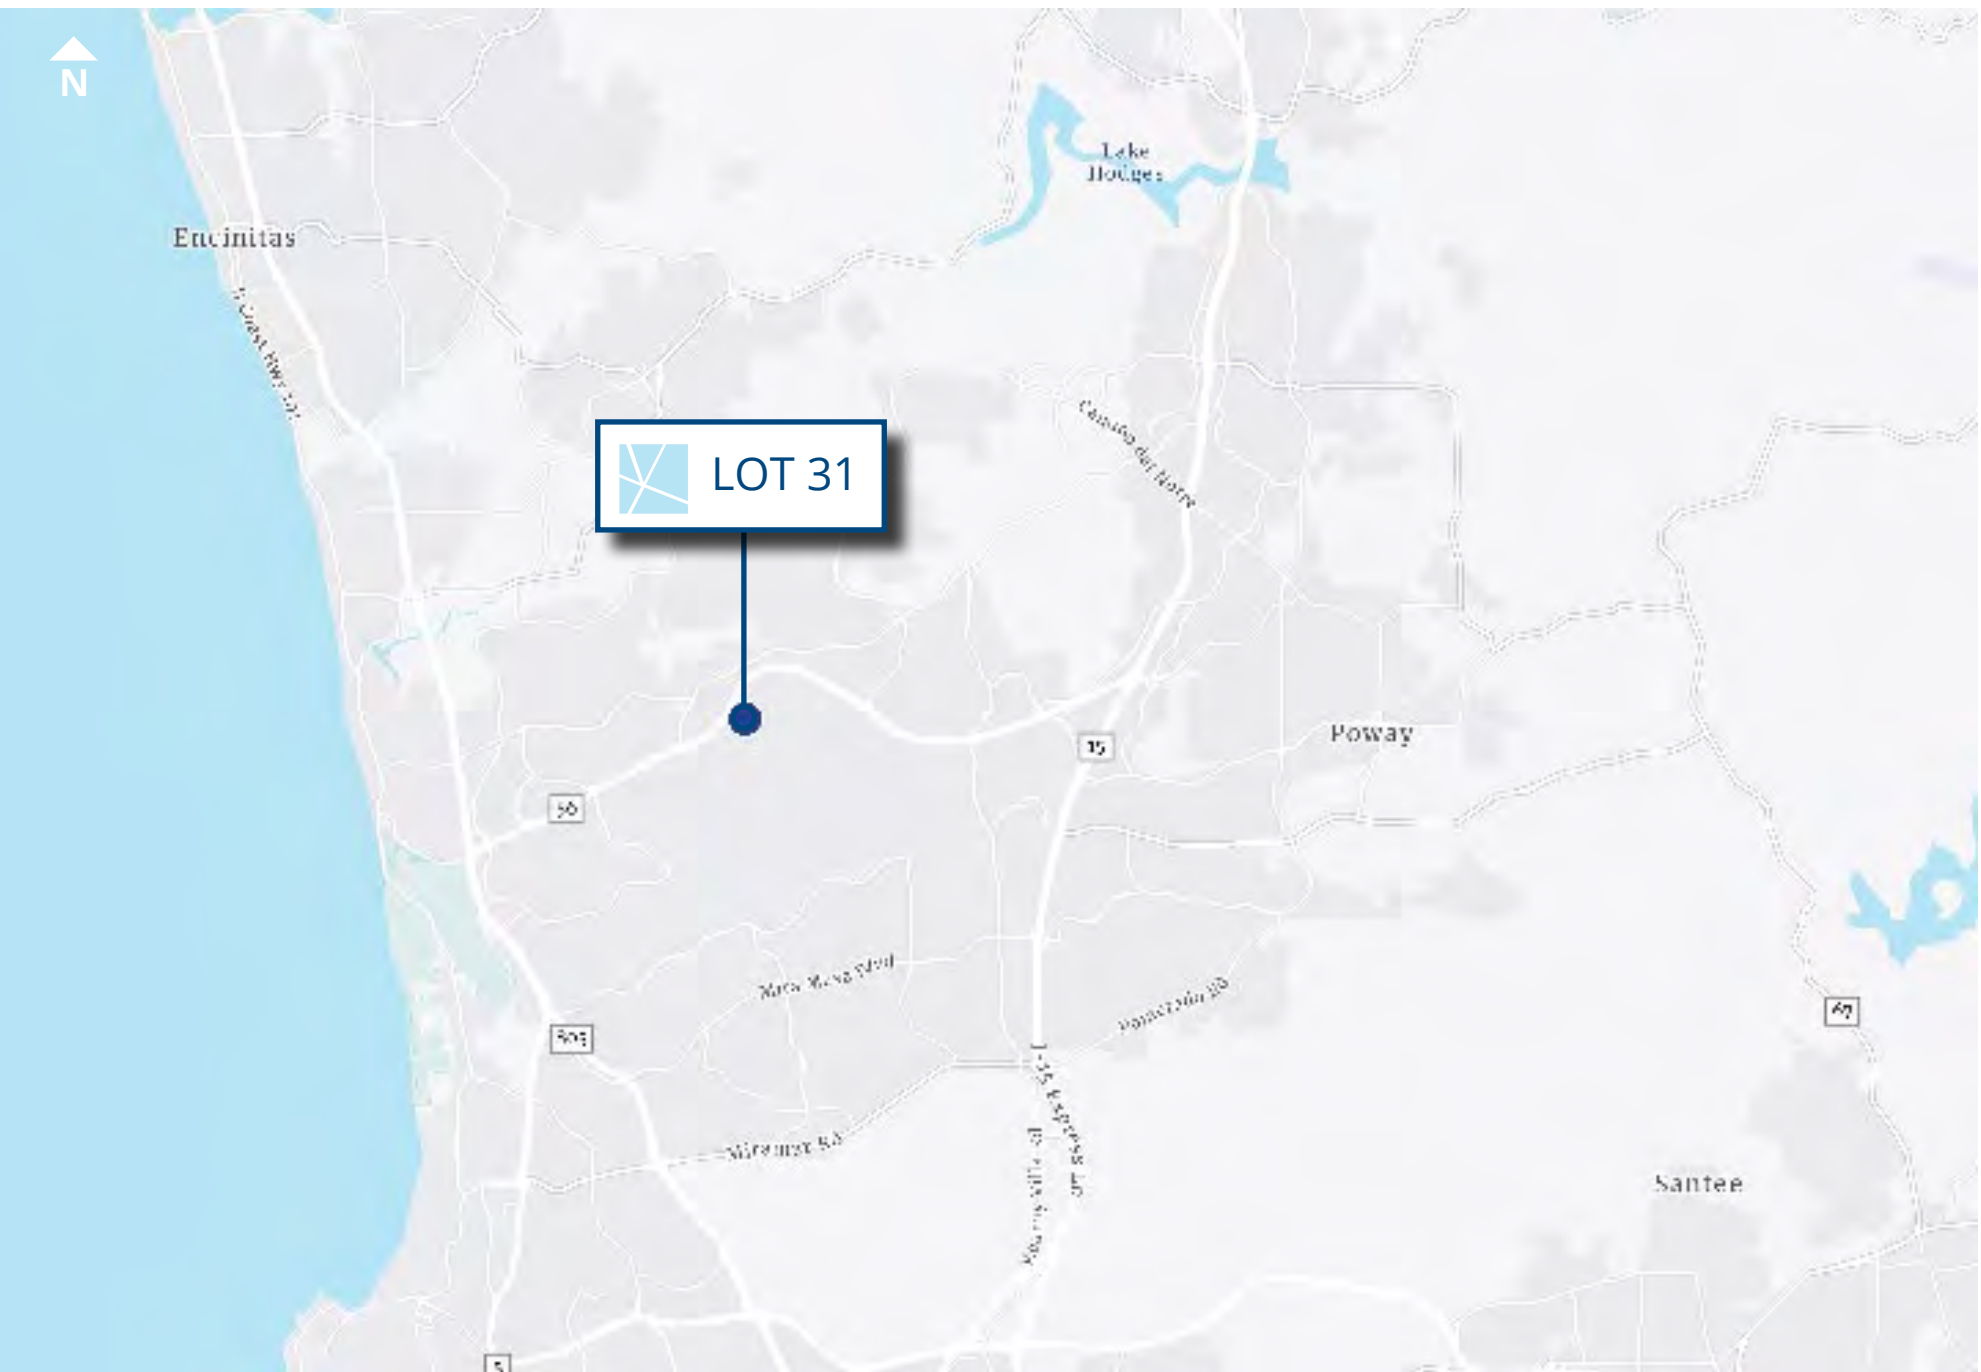 N
Lake
Hodges
Encinitas
LOT 31
15
Poway
56
Mira Mesa Blvd
805
67
Miramar Rd
Santee
5